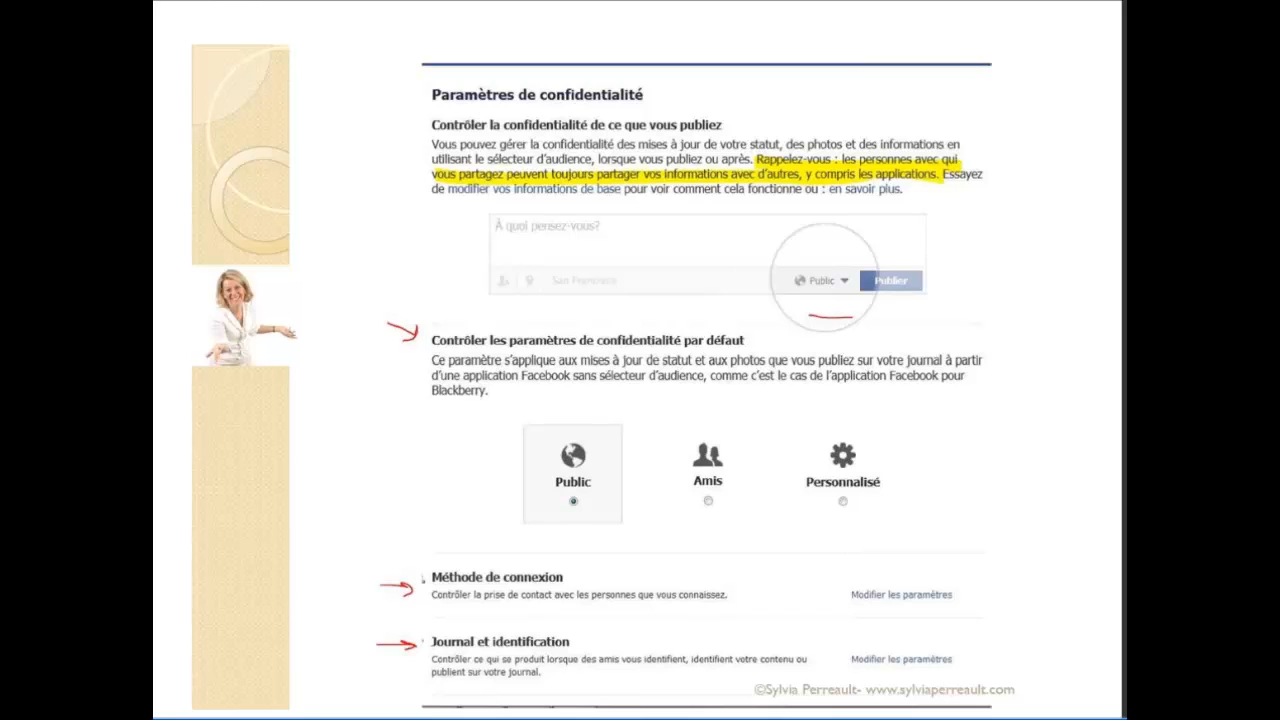 Paramètres de confidentialité
Contrôler la confidentialité de ce que vous publiez
Vous pouvez gérer la confidentialité des mises à jour de votre statut, des photos et des informations en
utilisant le sélecteur d'audience, lorsque vous publiez ou après. Rappelez-vous : les personnes avec qui
vous partagez peuvent toujours partager vos informations avec d'autres, y compris les applications. Essayez
de modifier vos informations de base pour voir comment cela fonctionne ou : en savoir plus.
À quoi pensez-vous?
San Francisco Public Publier
Contrôler les paramètres de confidentialité par défaut
Ce paramètre s'applique aux mises à jour de statut et aux photos que vous publiez sur votre journal à partir
d'une application Facebook sans sélecteur d'audience, comme c'est le cas de l'application Facebook pour
Blackberry.
Public Amis Personnalisé
Méthode de connexion
Contrôler la prise de contact avec les personnes que vous connaissez. Modifier les paramètres
Journal et identification
Contrôler ce qui se produit lorsque des amis vous identifient, identifient votre contenu ou Modifier les paramètres
publient sur votre journal.
©Sylvia Perreault- www.sylviaperreault.com